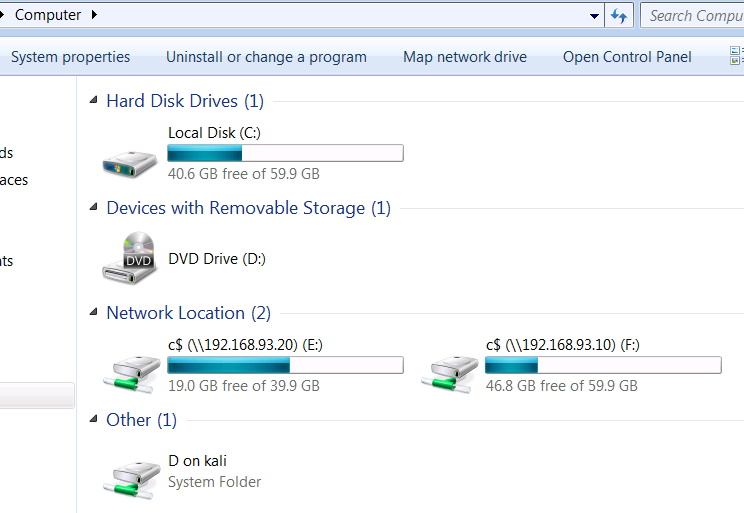 Computer
Search Compu
System properties Uninstall or change a program Map network drive Open Control Panel
Hard Disk Drives (1)
Local Disk (C:)
40.6 GB free of 59.9 GB
ds
aces
Devices with Removable Storage (1)
DVD
DVD Drive (D:)
nts
Network Location (2)
c$ (\\192.168.93.20) (E:)
19.0 GB free of 39.9 GB
c$ (\\192.168.93.10) (F:)
46.8 GB free of 59.9 GB
Other (1)
D on kali
System Folder